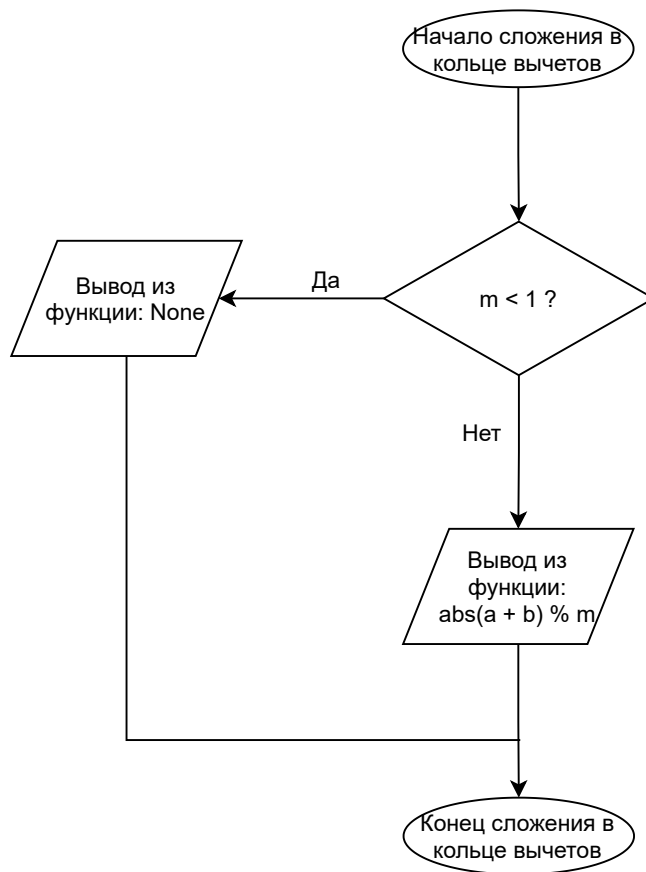 Начало сложения в
кольце вычетов
m < 1 ?
Да
Вывод из
функции: None
Нет
Вывод из
функции:
abs(a + b) % m
Конец сложения в
кольце вычетов